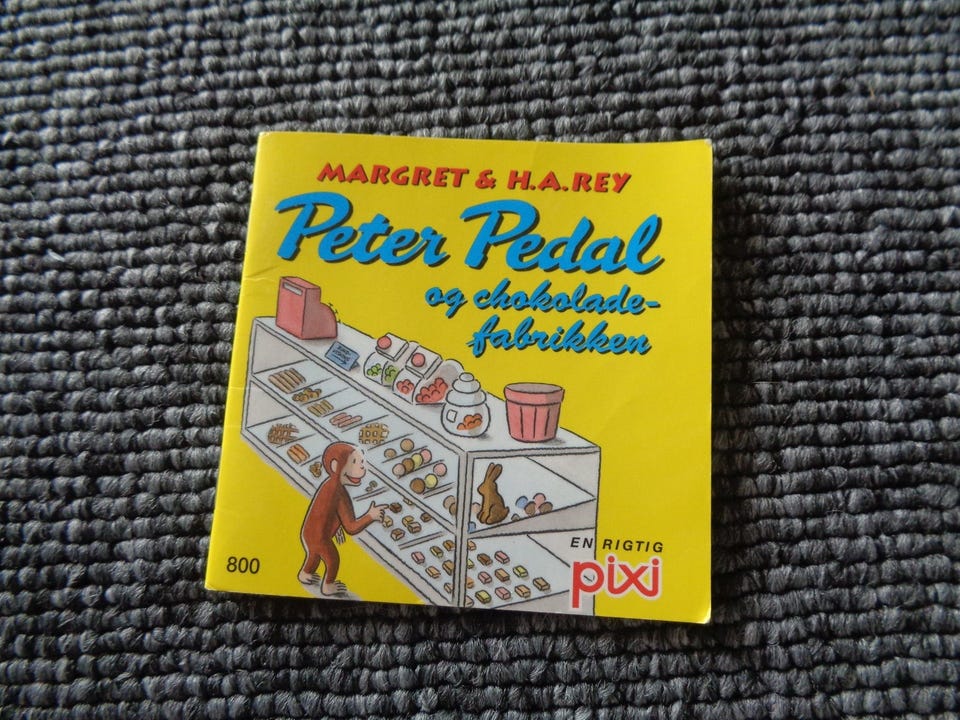 MARGRET & H.A.REY
Peter Pedal
og chokolade-
fabrikken
EN RIGTIG
pixi
800